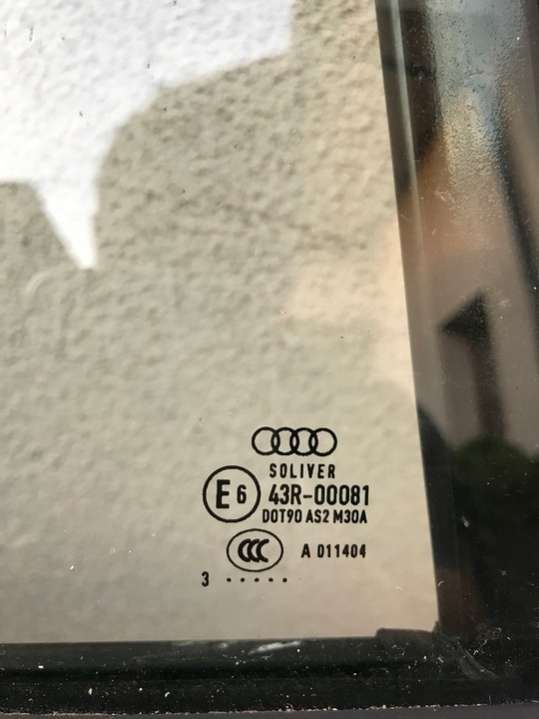 SOLIVER
E6 43R-00081
DOT90 AS2 M30A
CCC A 011404
3 .....